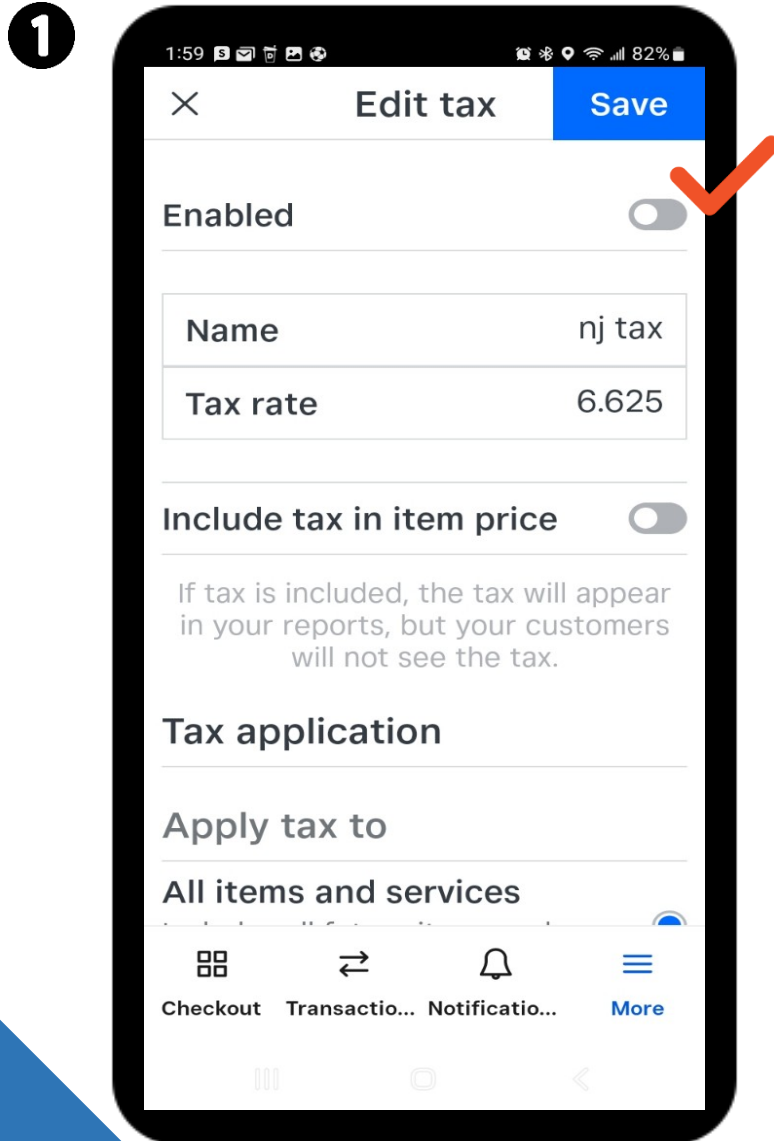 1
1:59 82%
Edit tax Save
Enabled
Name nj tax
Tax rate 6.625
Include tax in item price
If tax is included, the tax will appear
in your reports, but your customers
will not see the tax.
Tax application
Apply tax to
All items and services
Checkout Transactio... Notificatio... More